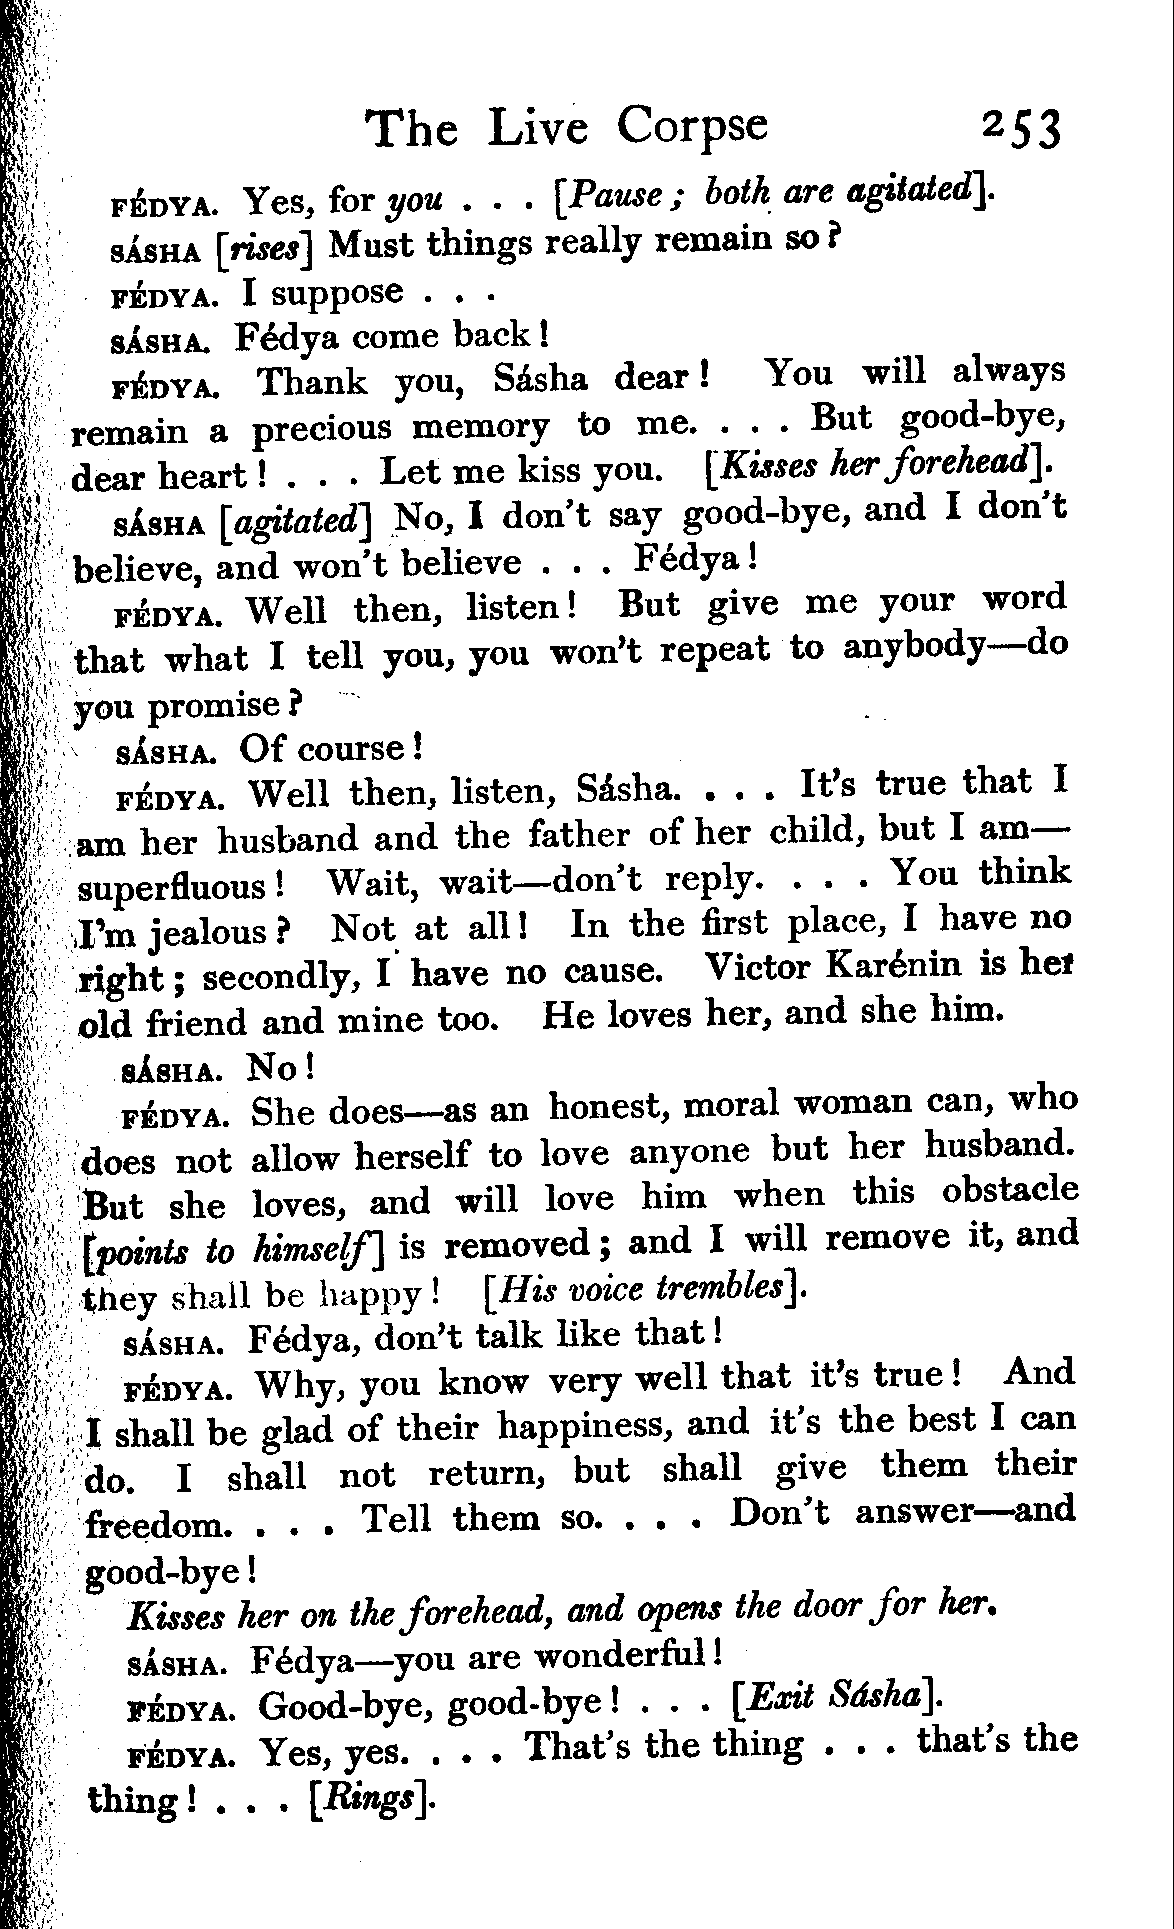 The Live Corpse 253
FÉDYA. Yes, for you . . . [Pause ; both are agitated].
SÁSHA [rises] Must things really remain so ?
FÉDYA. I suppose . . .
SÁSHA. Fédya come back !
FÉDYA. Thank you, Sásha dear ! You will always
remain a precious memory to me. . . . But good-bye,
dear heart ! . . . Let me kiss you. [Kisses her forehead].
SÁSHA [agitated] No, I don't say good-bye, and I don't
believe, and won't believe . . . Fédya !
FÉDYA. Well then, listen ! But give me your word
that what I tell you, you won't repeat to anybody—do
you promise ?
SÁSHA. Of course !
FÉDYA. Well then, listen, Sásha. . . . It's true that I
am her husband and the father of her child, but I am—
superfluous ! Wait, wait—don't reply. . . . You think
I'm jealous ? Not at all ! In the first place, I have no
right ; secondly, I have no cause. Victor Karénin is her
old friend and mine too. He loves her, and she him.
SÁSHA. No !
FÉDYA. She does—as an honest, moral woman can, who
does not allow herself to love anyone but her husband.
But she loves, and will love him when this obstacle
[points to himself] is removed ; and I will remove it, and
they shall be happy ! [His voice trembles].
SÁSHA. Fédya, don't talk like that !
FÉDYA. Why, you know very well that it's true ! And
I shall be glad of their happiness, and it's the best I can
do. I shall not return, but shall give them their
freedom. . . . Tell them so. . . . Don't answer—and
good-bye !
Kisses her on the forehead, and opens the door for her.
SÁSHA. Fédya—you are wonderful !
FÉDYA. Good-bye, good-bye ! . . . [Exit Sásha].
FÉDYA. Yes, yes. . . . That's the thing . . . that's the
thing ! . . . [Rings].